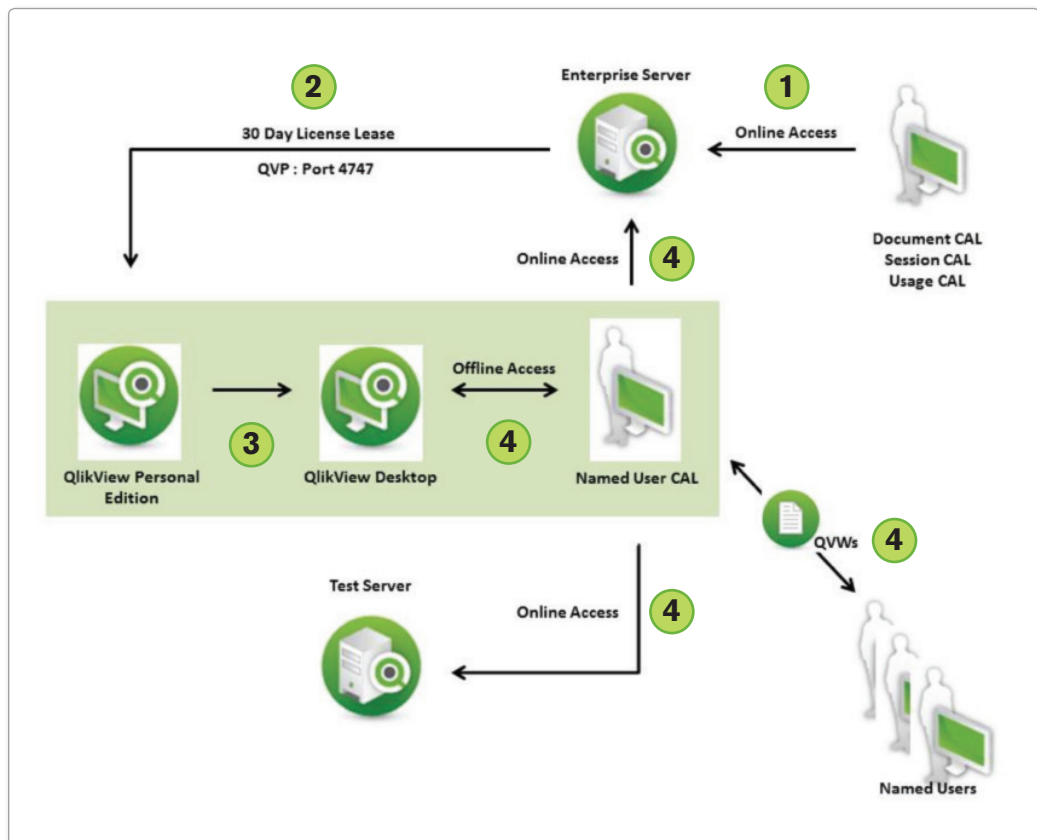 Enterprise Server
2
1
30 Day License Lease
Online Access
QVP : Port 4747
Document CAL
Session CAL
Usage CAL
Online Access
4
Offline Access
3
4
QlikView Personal
Edition
QlikView Desktop
Named User CAL
QVWs
4
Test Server
Online Access
4
Named Users